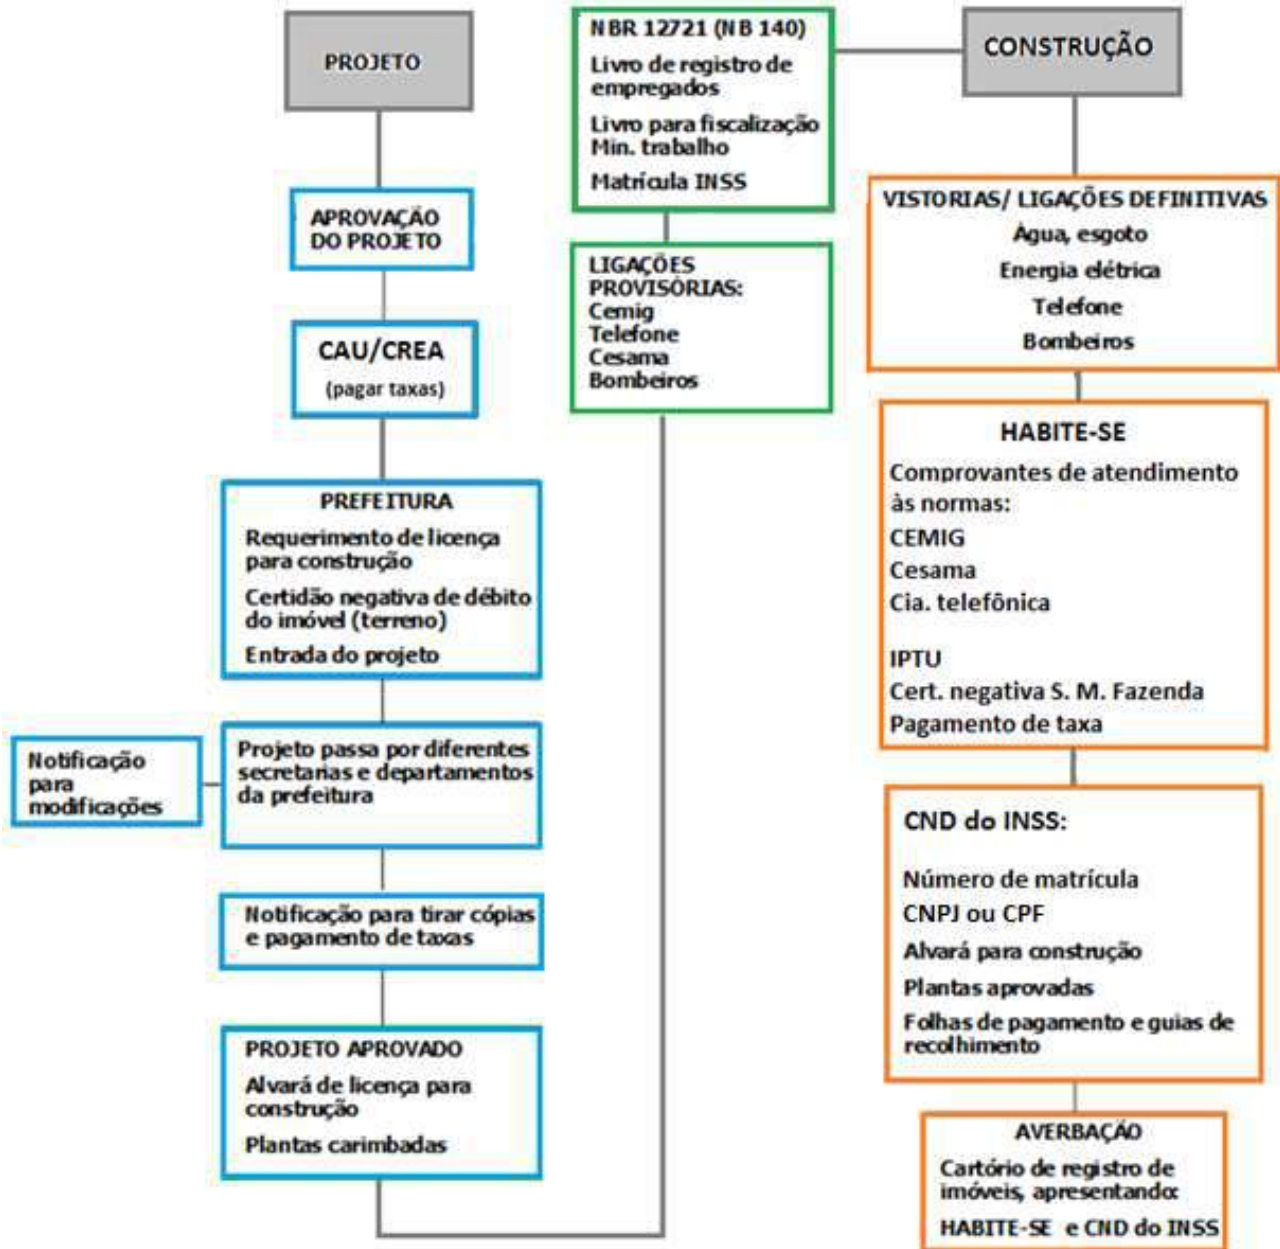 PROJETO
APROVAÇÃO
DO PROJETO
CAU/CREA
(pagar taxas)
PREFEITURA
Requerimento de licença
para construção
Certidão negativa de débito
do imóvel (terreno)
Entrada do projeto
Notificação
para
modificações
Projeto passa por diferentes
secretarias e departamentos
da prefeitura
Notificação para tirar cópias
e pagamento de taxas
PROJETO APROVADO
Alvará de licença para
construção
Plantas carimbadas
NBR 12721 (NB 140)
Livro de registro de
empregados
Livro para fiscalização
Min. trabalho
Matrícula INSS
LIGAÇÕES
PROVISÓRIAS:
Cemig
Telefone
Cesama
Bombeiros
CONSTRUÇÃO
VISTORIAS/ LIGAÇÕES DEFINITIVAS
Água, esgoto
Energia elétrica
Telefone
Bombeiros
HABITE-SE
Comprovantes de atendimento
às normas:
CEMIG
Cesama
Cia. telefônica
IPTU
Cert. negativa S. M. Fazenda
Pagamento de taxa
CND do INSS:
Número de matrícula
CNPJ ou CPF
Alvará para construção
Plantas aprovadas
Folhas de pagamento e guias de
recolhimento
AVERBAÇÃO
Cartório de registro de
imóveis, apresentando:
HABITE-SE e CND do INSS